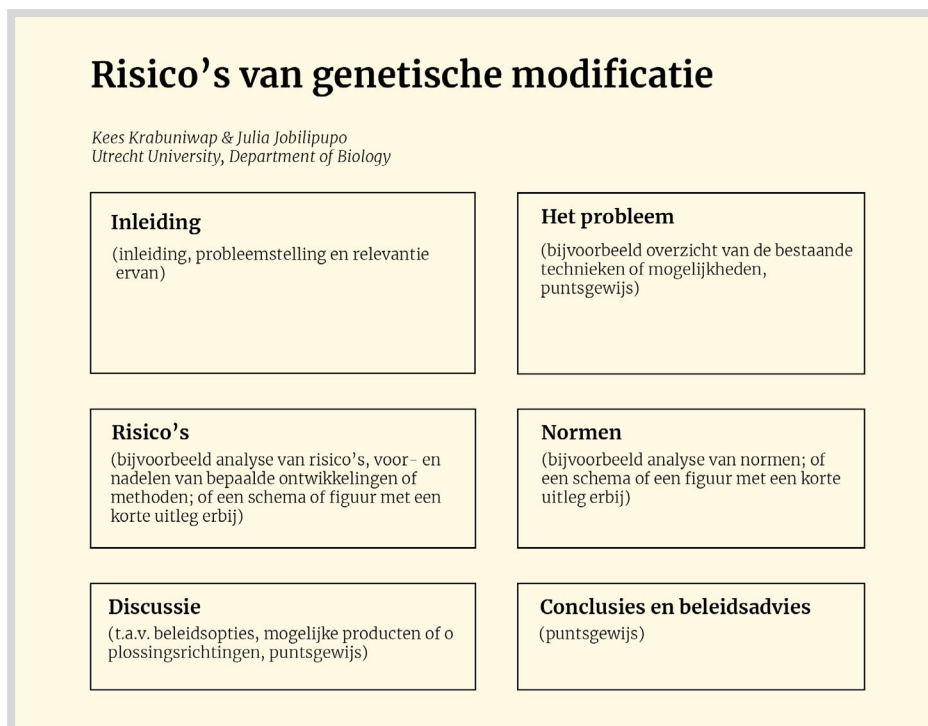 Risico’s van genetische modificatie
Kees Krabuniwap & Julia Jobilipupo
Utrecht University, Department of Biology
Inleiding
(inleiding, probleemstelling en relevantie
ervan)
Het probleem
(bijvoorbeeld overzicht van de bestaande
technieken of mogelijkheden,
puntsgewijs)
Risico’s
(bijvoorbeeld analyse van risico’s, voor- en
nadelen van bepaalde ontwikkelingen of
methoden; of een schema of figuur met een
korte uitleg erbij)
Normen
(bijvoorbeeld analyse van normen; of
een schema of een figuur met een korte
uitleg erbij)
Discussie
(t.a.v. beleidsopties, mogelijke producten of o
plossingsrichtingen, puntsgewijs)
Conclusies en beleidsadvies
(puntsgewijs)